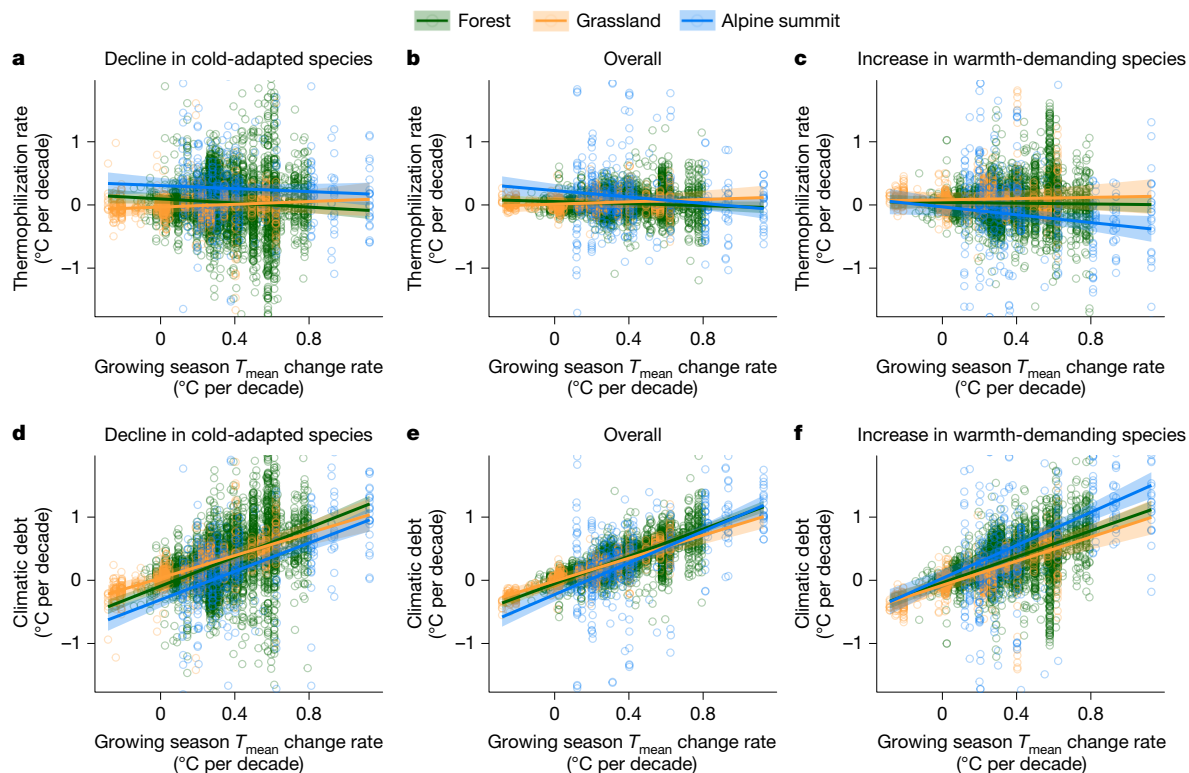 Forest Grassland Alpine summit
a Decline in cold-adapted species
b Overall
c Increase in warmth-demanding species
Thermophilization rate
(°C per decade)
1
0
−1
0 0.4 0.8
Growing season Tmean change rate
(°C per decade)
Thermophilization rate
(°C per decade)
1
0
−1
0 0.4 0.8
Growing season Tmean change rate
(°C per decade)
Thermophilization rate
(°C per decade)
1
0
−1
0 0.4 0.8
Growing season Tmean change rate
(°C per decade)
d Decline in cold-adapted species
e Overall
f Increase in warmth-demanding species
Climatic debt
(°C per decade)
1
0
−1
0 0.4 0.8
Growing season Tmean change rate
(°C per decade)
Climatic debt
(°C per decade)
1
0
−1
0 0.4 0.8
Growing season Tmean change rate
(°C per decade)
Climatic debt
(°C per decade)
1
0
−1
0 0.4 0.8
Growing season Tmean change rate
(°C per decade)